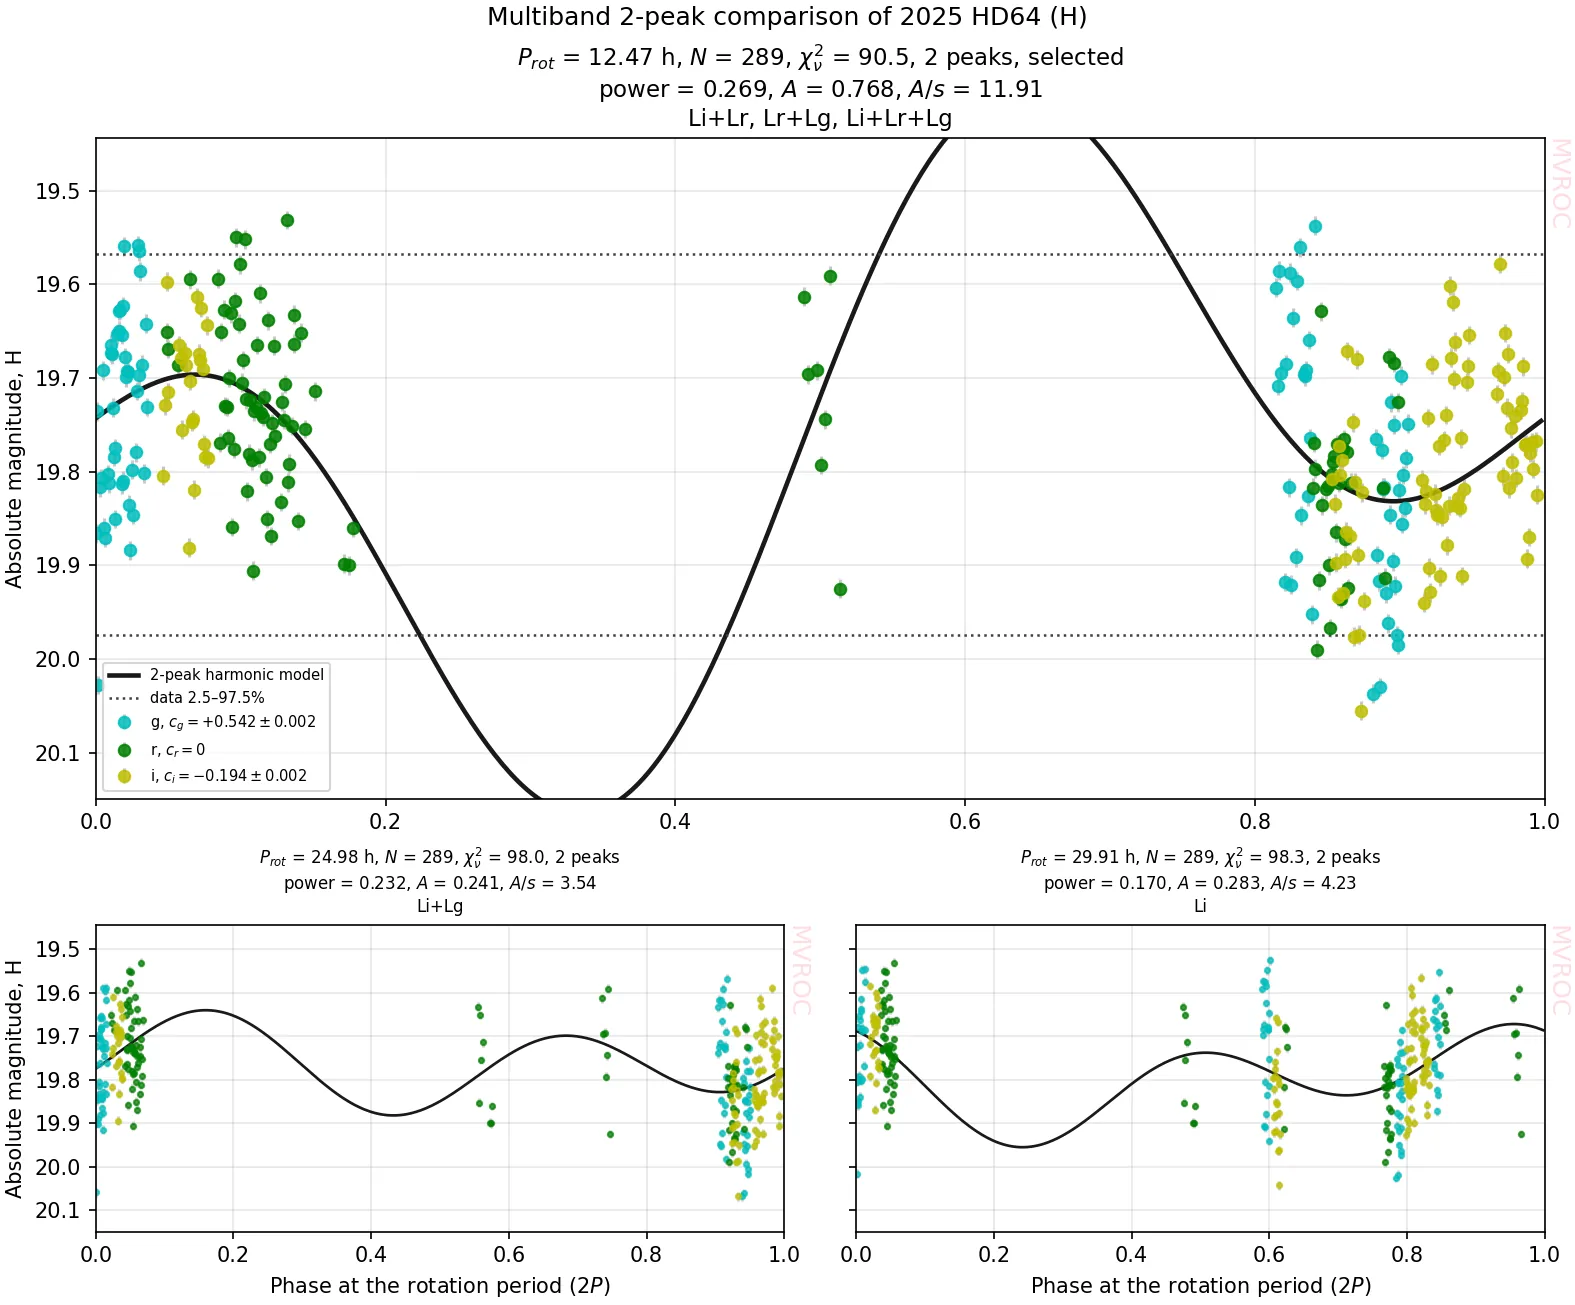 Multiband 2-peak comparison of 2025 HD64 (H)
P_rot = 12.47 h, N = 289, χ²_ν = 90.5, 2 peaks, selected
power = 0.269, A = 0.768, A/s = 11.91
Li+Lr, Lr+Lg, Li+Lr+Lg
MVROC
Absolute magnitude, H
19.5
19.6
19.7
19.8
19.9
20.0
20.1
2-peak harmonic model
data 2.5–97.5%
g, c_g = +0.542 ± 0.002
r, c_r = 0
i, c_i = −0.194 ± 0.002
0.0 0.2 0.4 0.6 0.8 1.0
P_rot = 24.98 h, N = 289, χ²_ν = 98.0, 2 peaks
power = 0.232, A = 0.241, A/s = 3.54
Li+Lg
MVROC
Absolute magnitude, H
19.5
19.6
19.7
19.8
19.9
20.0
20.1
0.0 0.2 0.4 0.6 0.8 1.0
Phase at the rotation period (2P)
P_rot = 29.91 h, N = 289, χ²_ν = 98.3, 2 peaks
power = 0.170, A = 0.283, A/s = 4.23
Li
MVROC
0.0 0.2 0.4 0.6 0.8 1.0
Phase at the rotation period (2P)